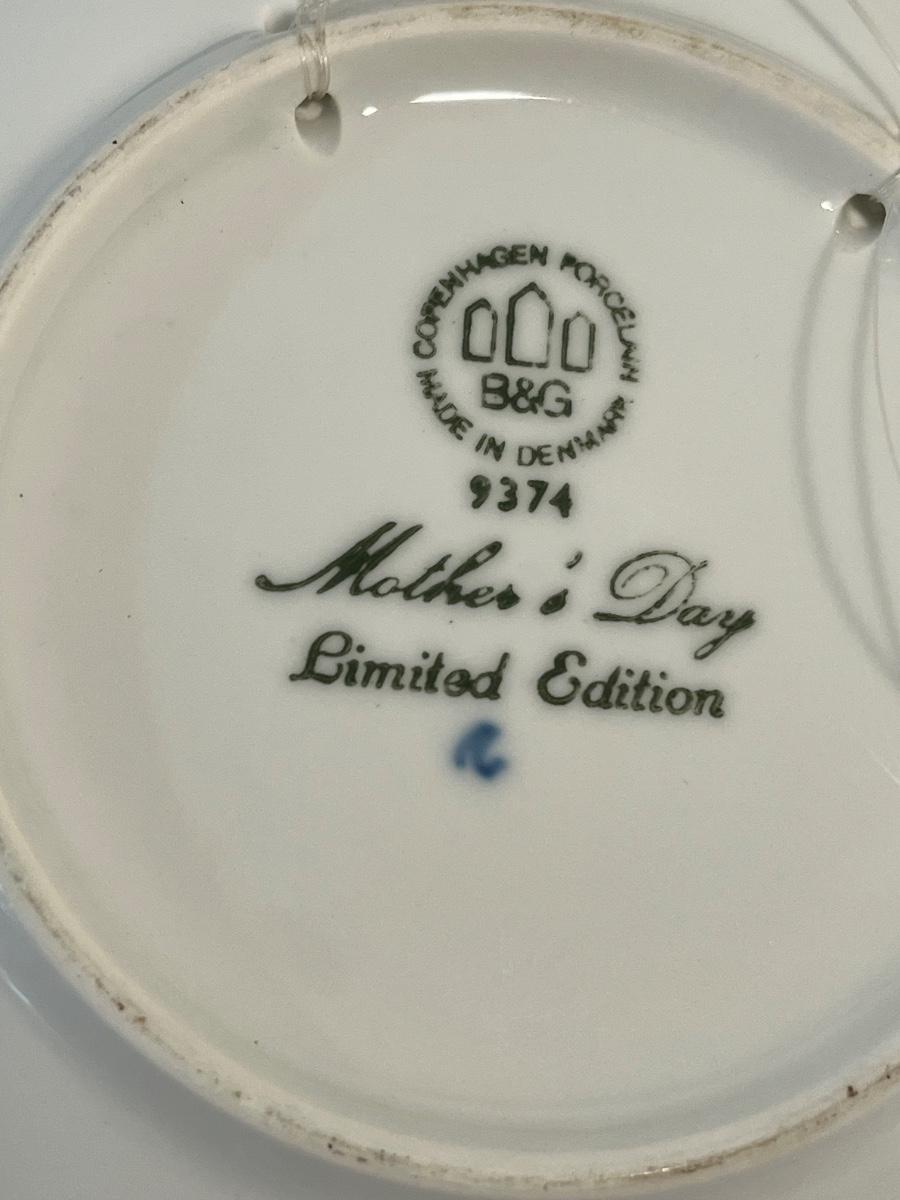 COPENHAGEN PORCELAIN
B&G
MADE IN DENMARK
9374
Mother's Day
Limited Edition